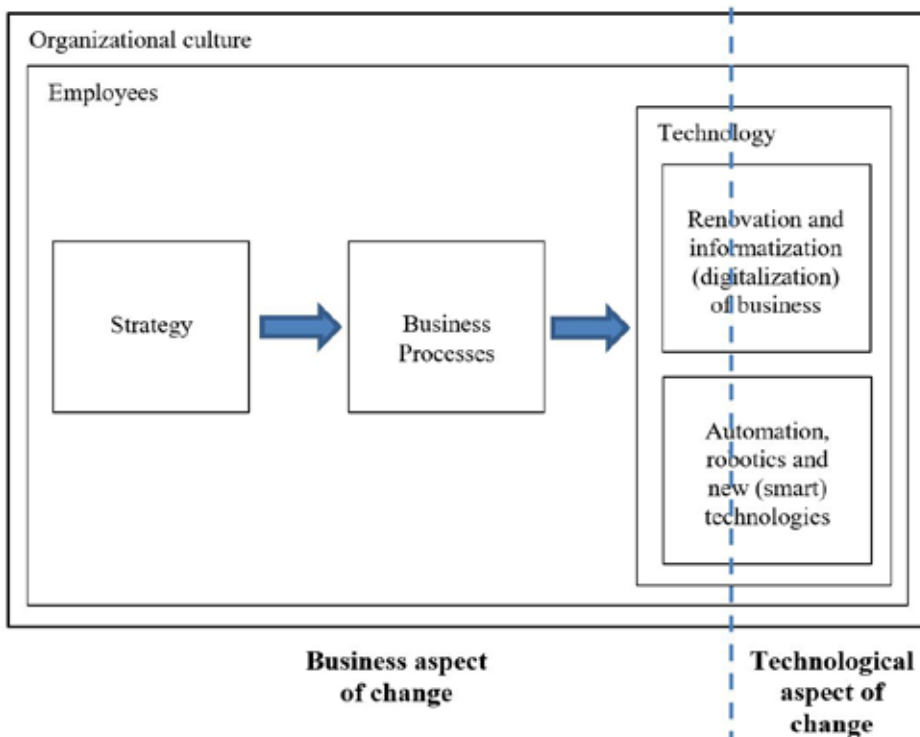 Organizational culture
Employees
Technology
Renovation and
informatization
(digitalization)
of business
Strategy
Business
Processes
Automation,
robotics and
new (smart)
technologies
Business aspect
of change
Technological
aspect of
change